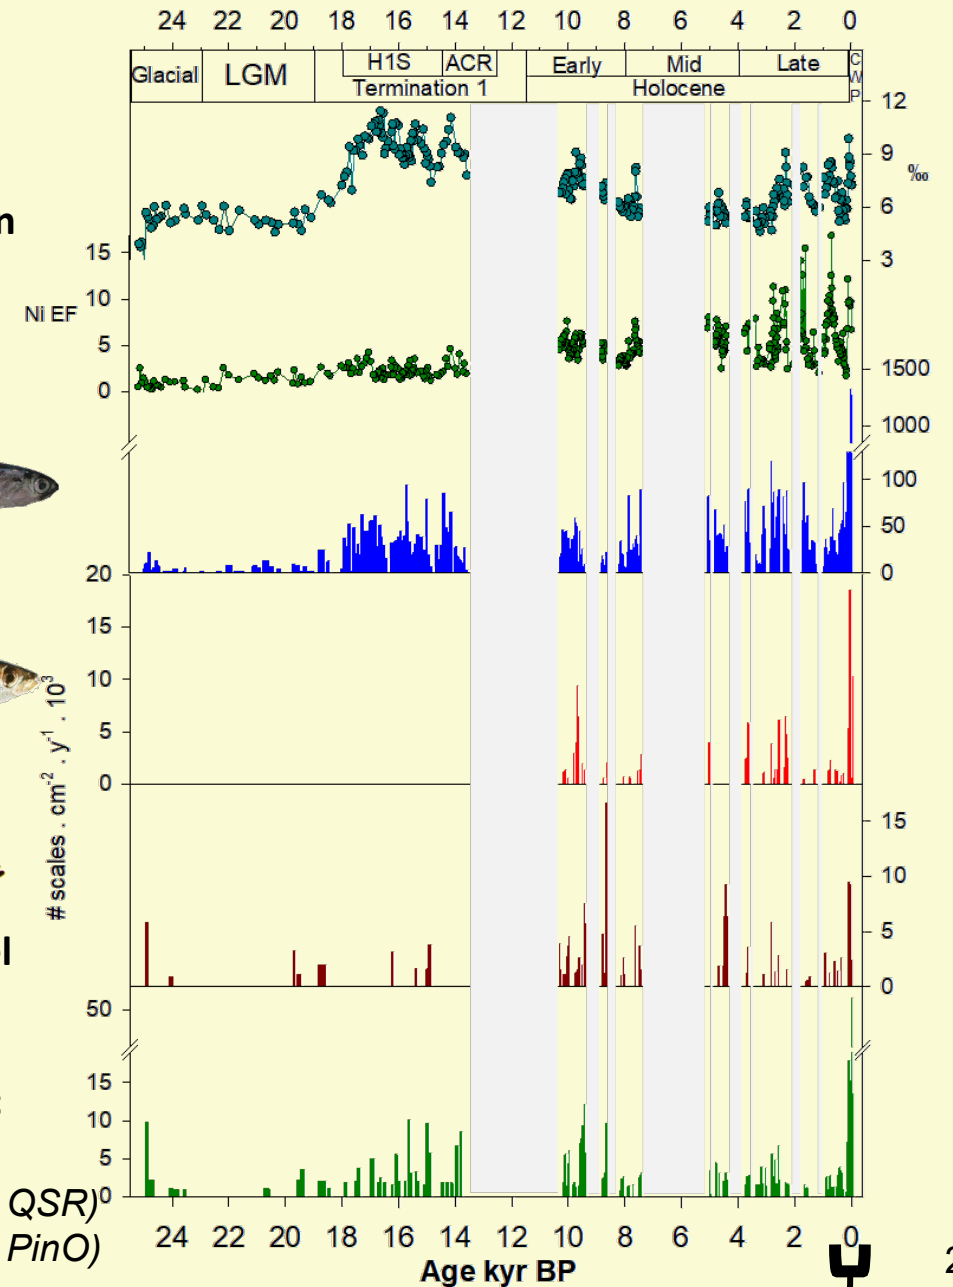 24 22 20 18 16 14 12 10 8 6 4 2 0
Glacial LGM H1S ACR Early Mid Late CWP
Termination 1 Holocene
12
9
‰
6
3
m
15
10
5
0
Ni EF
1500
1000
100
50
0
20
15
10
5
0
# scales . cm⁻² . y⁻¹ . 10³
15
10
5
0
l
50
15
10
5
0
QSR)
PinO)
24 22 20 18 16 14 12 10 8 6 4 2 0
Age kyr BP
2